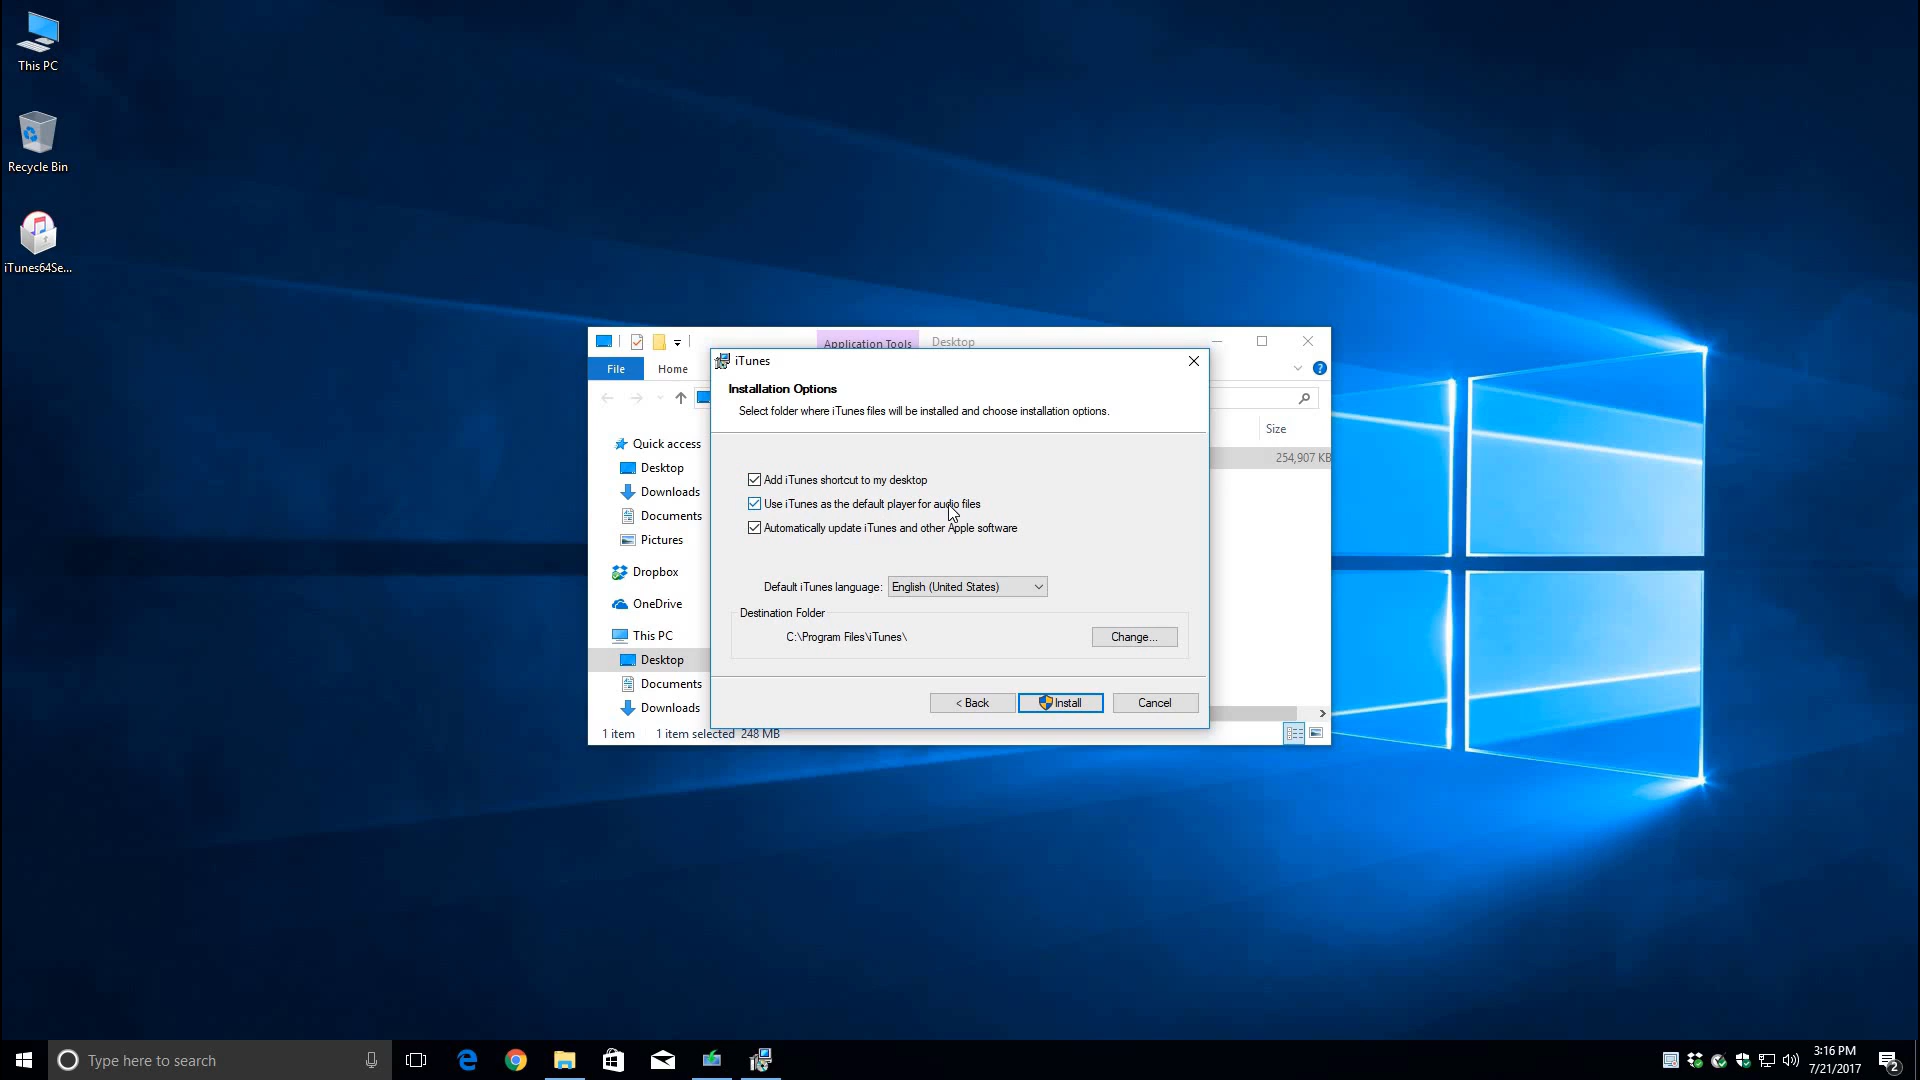 This PC
Recycle Bin
iTunes64Se...
Application Tools
Desktop
File
Home
iTunes
Installation Options
Select folder where iTunes files will be installed and choose installation options.
Size
254,907 KB
Quick access
Desktop
Downloads
Documents
Pictures
Dropbox
OneDrive
This PC
Desktop
Documents
Downloads
Add iTunes shortcut to my desktop
Use iTunes as the default player for audio files
Automatically update iTunes and other Apple software
Default iTunes language:
English (United States)
Destination Folder
C:\Program Files\iTunes\
Change...
< Back
Install
Cancel
1 item
1 item selected 248 MB
Type here to search
3:16 PM
7/21/2017
2